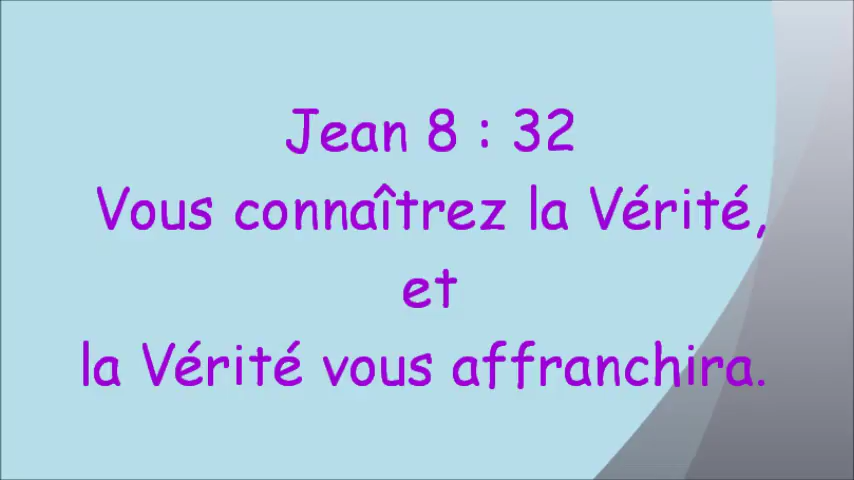 Jean 8 : 32
Vous connaîtrez la Vérité,
et
la Vérité vous affranchira.